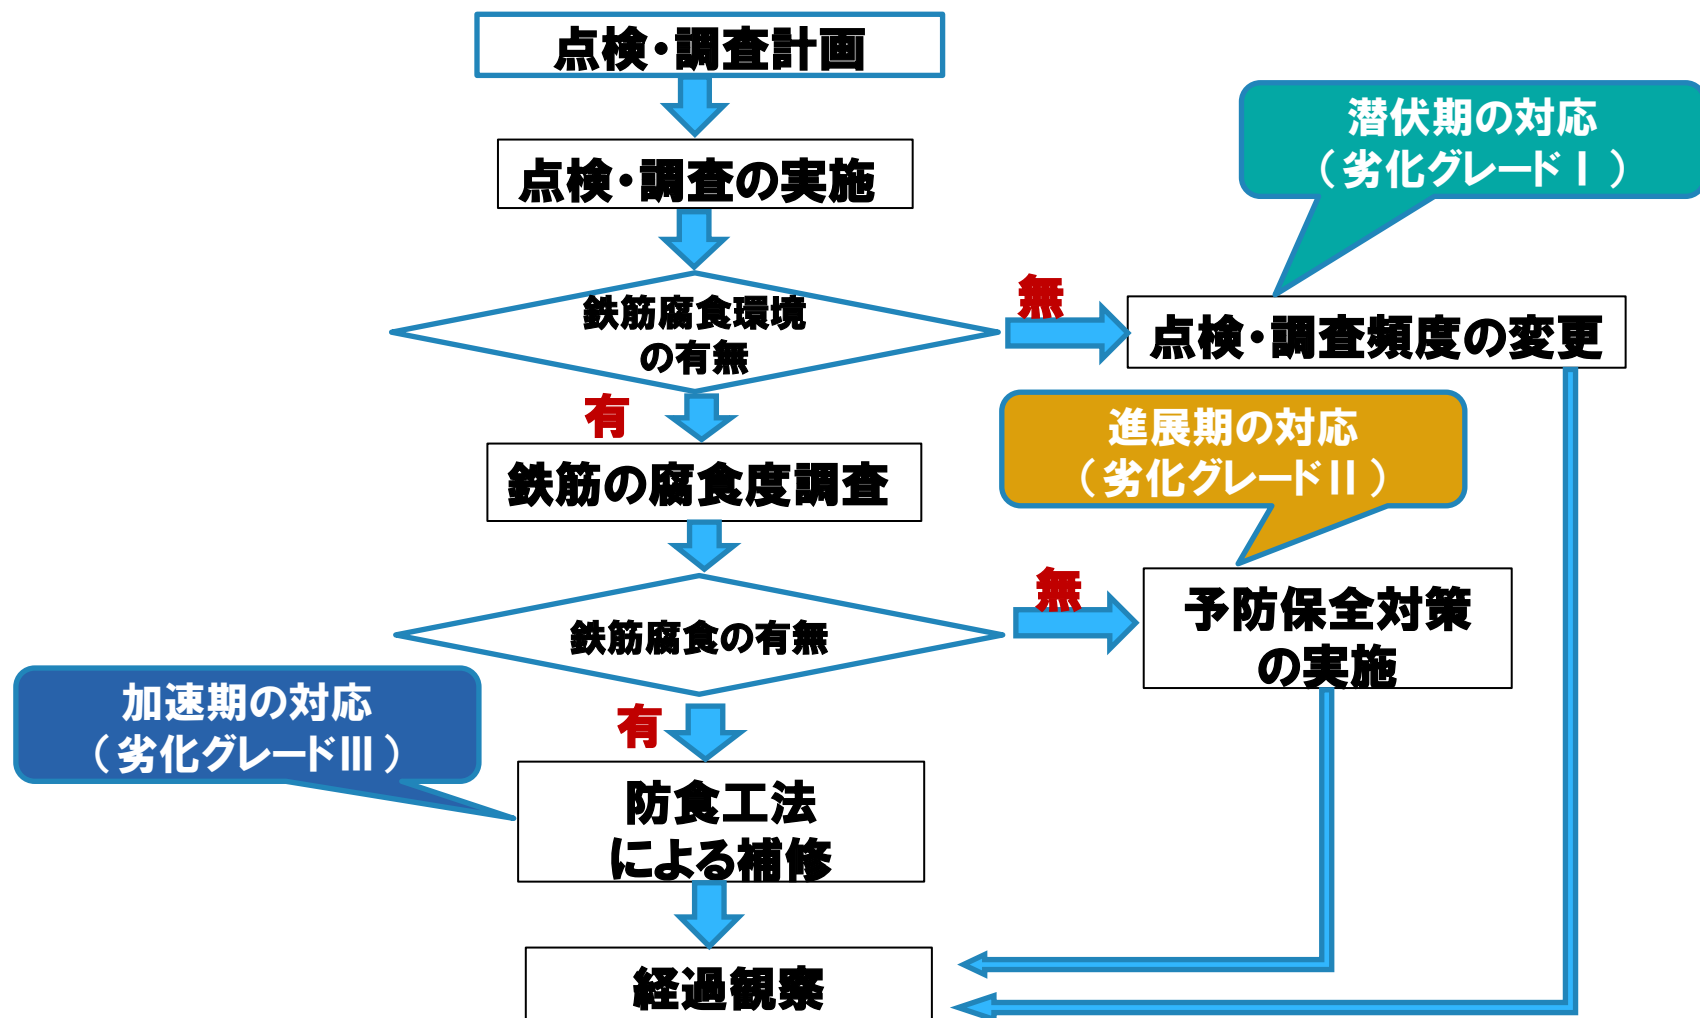 点検・調査計画
点検・調査の実施
潜伏期の対応
（劣化グレードⅠ）
鉄筋腐食環境
の有無
無
点検・調査頻度の変更
有
鉄筋の腐食度調査
進展期の対応
（劣化グレードⅡ）
鉄筋腐食の有無
無
予防保全対策
の実施
加速期の対応
（劣化グレードⅢ）
有
防食工法
による補修
経過観察